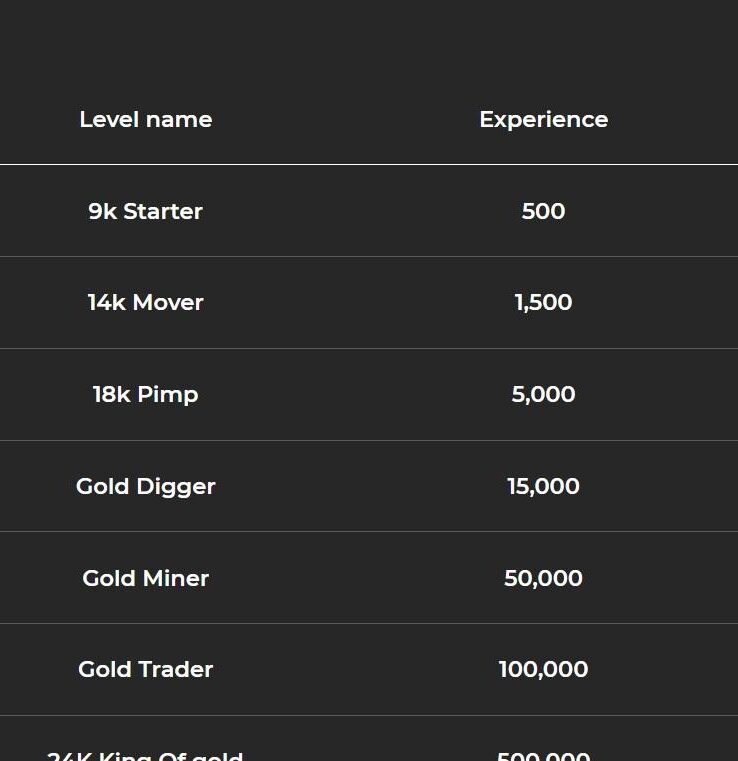 Level name Experience
9k Starter 500
14k Mover 1,500
18k Pimp 5,000
Gold Digger 15,000
Gold Miner 50,000
Gold Trader 100,000
24K King Of gold 500,000